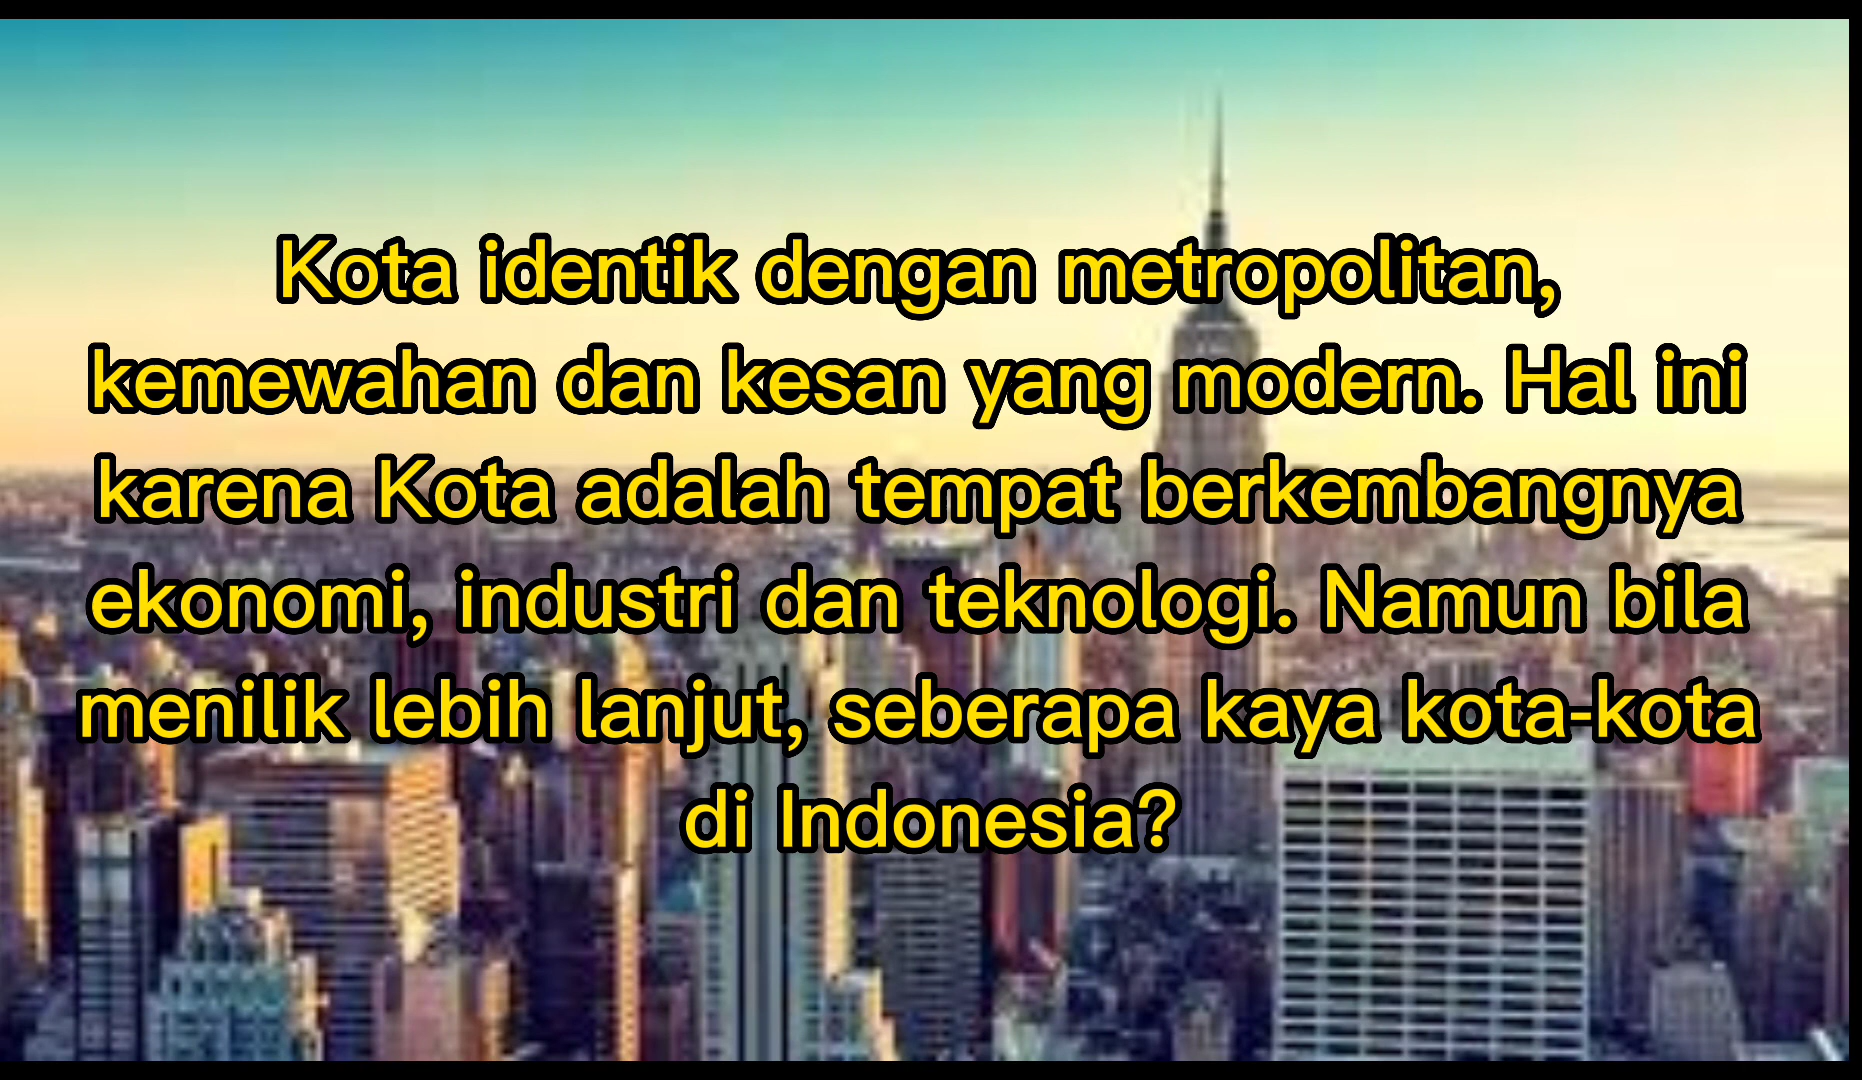 Kota identik dengan metropolitan,
kemewahan dan kesan yang modern. Hal ini
karena Kota adalah tempat berkembangnya
ekonomi, industri dan teknologi. Namun bila
menilik lebih lanjut, seberapa kaya kota-kota
di Indonesia?